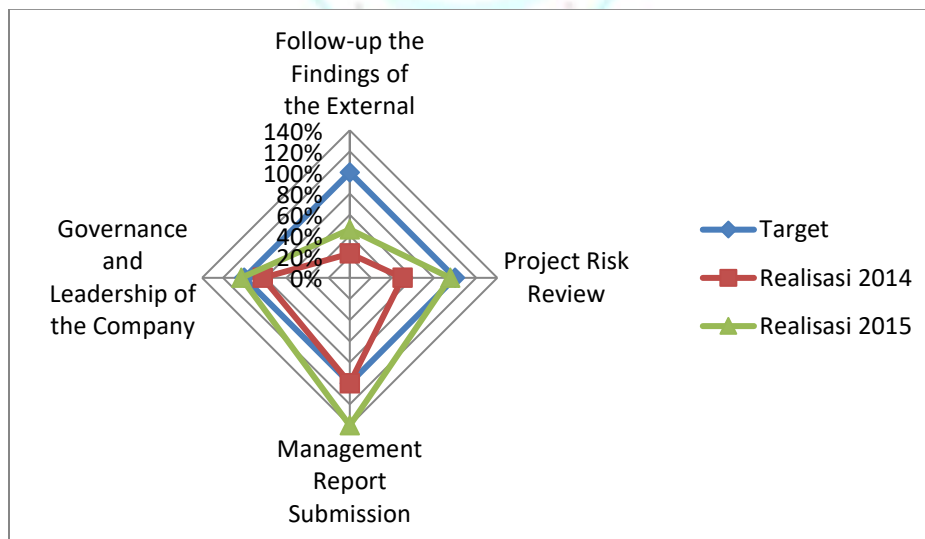 Follow-up the
Findings of
the External
140%
120%
100%
80%
60%
40%
20%
0%
Governance
and
Leadership of
the Company
Project Risk
Review
Management
Report
Submission
Target
Realisasi 2014
Realisasi 2015